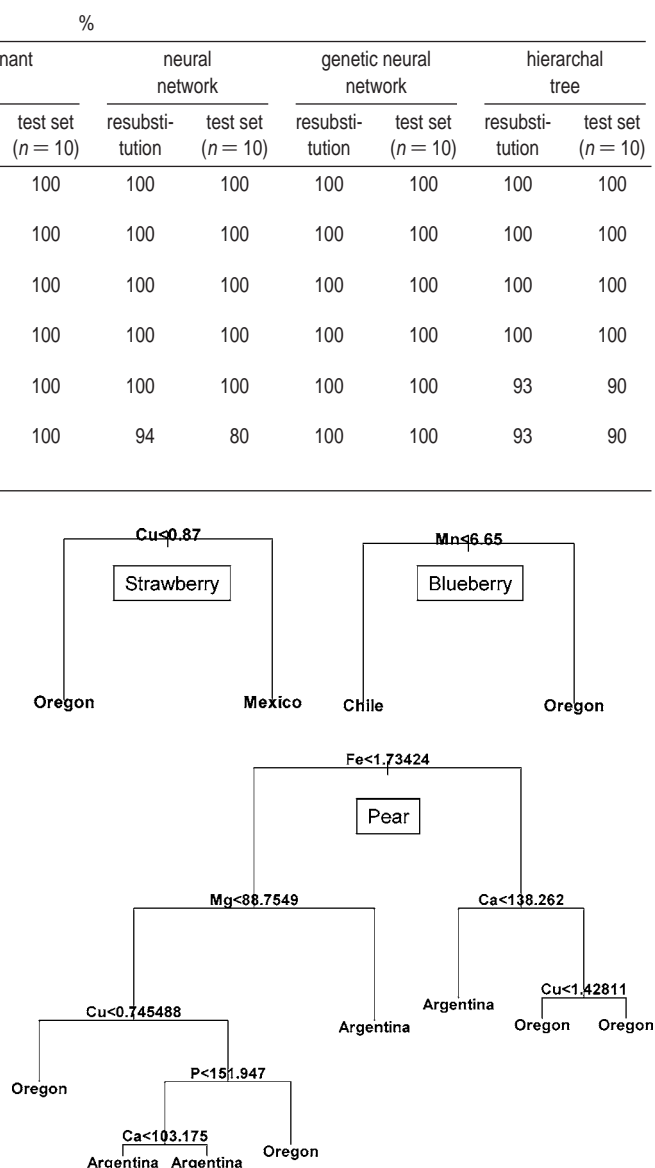 %
nant neural genetic neural hierarchal
network network tree
test set resubsti- test set resubsti- test set resubsti- test set
(n = 10) tution (n = 10) tution (n = 10) tution (n = 10)
100 100 100 100 100 100 100
100 100 100 100 100 100 100
100 100 100 100 100 100 100
100 100 100 100 100 100 100
100 100 100 100 100 93 90
100 94 80 100 100 93 90
Cu<0.87 Mn<6.65
Strawberry Blueberry
Oregon Mexico Chile Oregon
Fe<1.73424
Pear
Mg<88.7549 Ca<138.262
Cu<1.42811
Argentina
Cu<0.745488
Argentina Oregon Oregon
P<151.947
Oregon
Ca<103.175
Oregon
Argentina Argentina